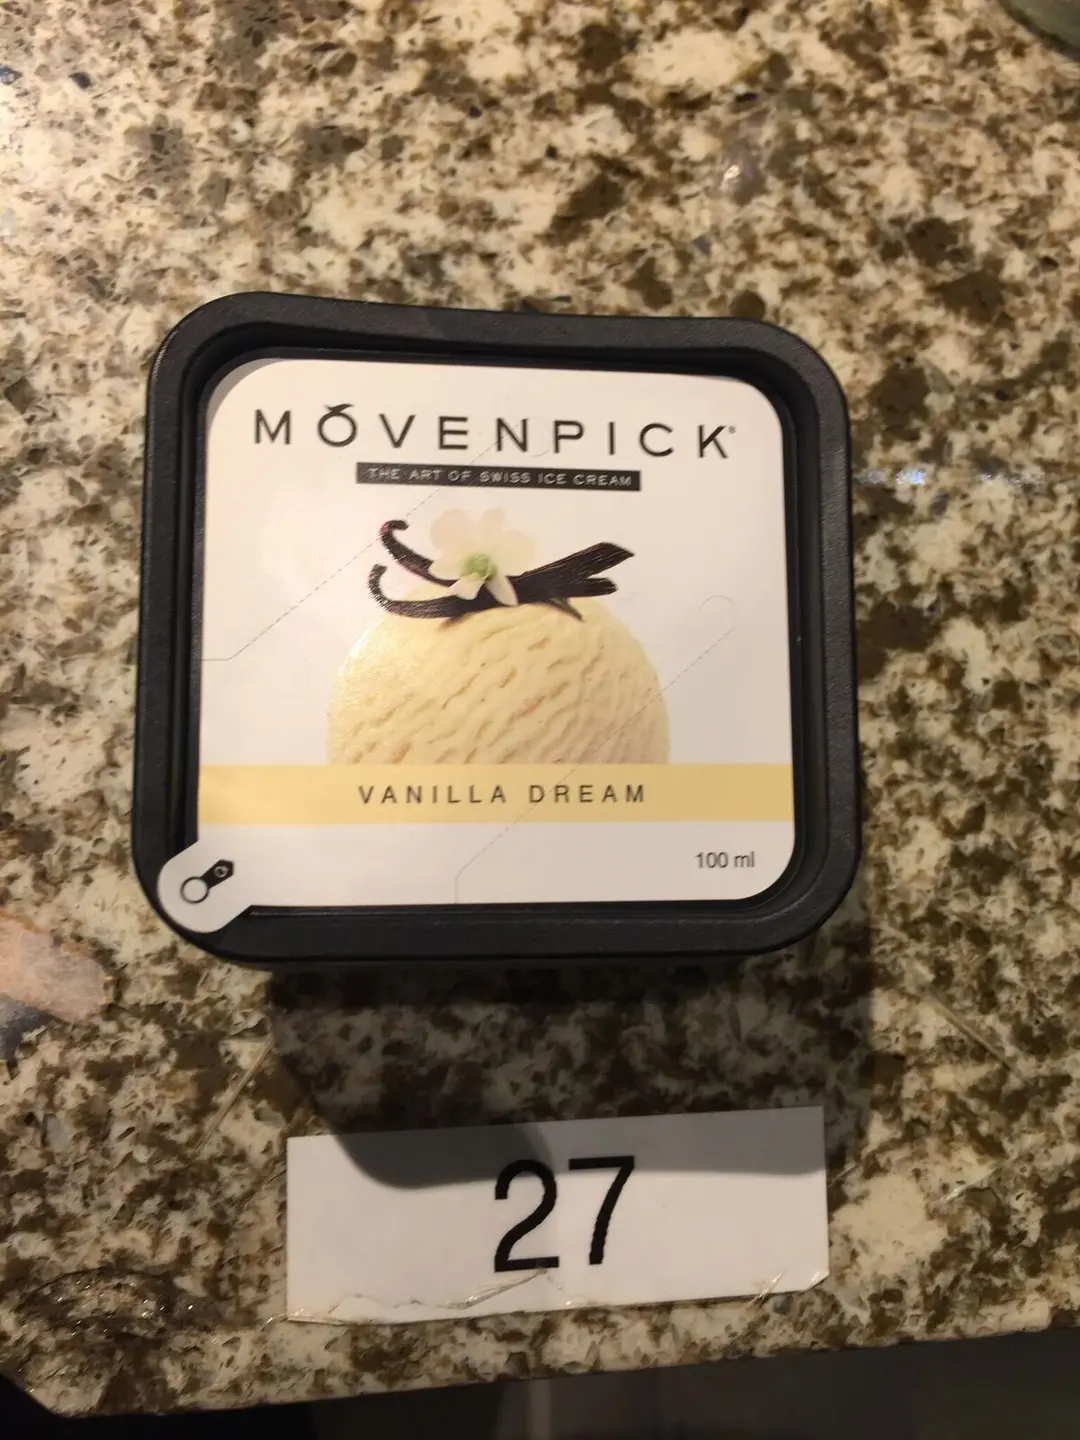 MÖVENPICK®
THE ART OF SWISS ICE CREAM
VANILLA DREAM
100 ml
27